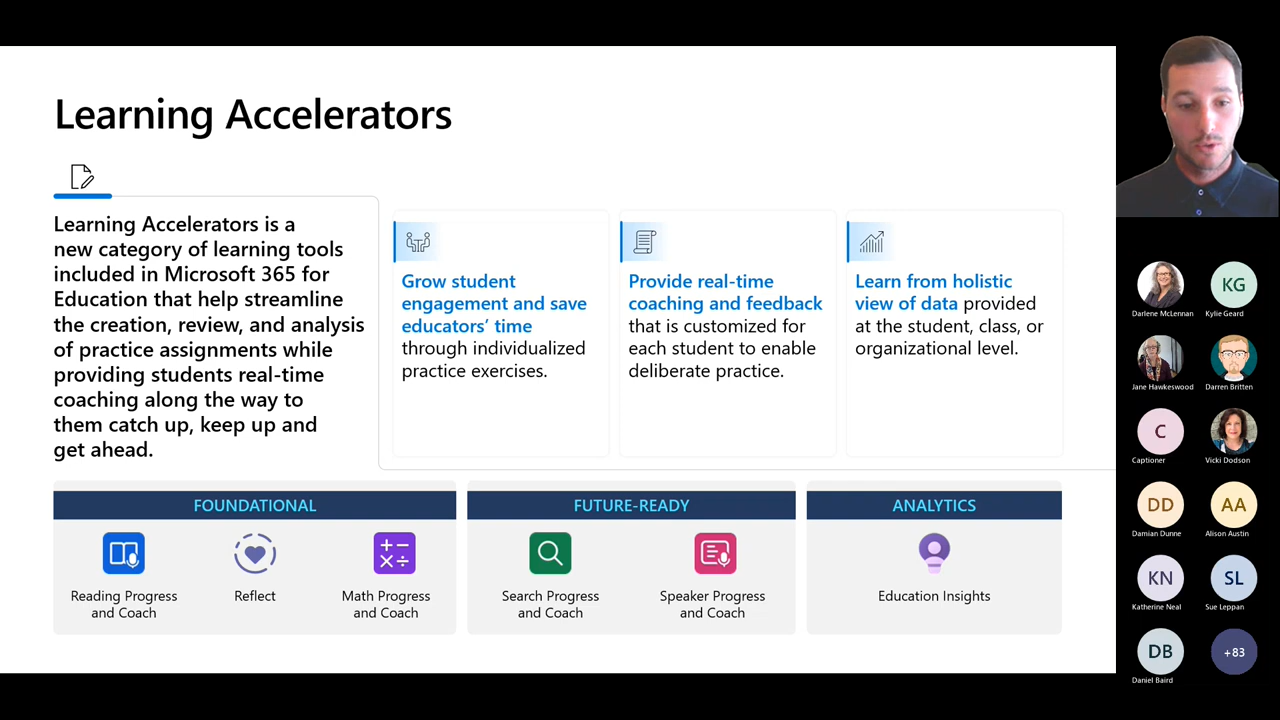 Learning Accelerators
Learning Accelerators is a
new category of learning tools
included in Microsoft 365 for
Education that help streamline
the creation, review, and analysis
of practice assignments while
providing students real-time
coaching along the way to
them catch up, keep up and
get ahead.
Grow student
engagement and save
educators’ time
through individualized
practice exercises.
Provide real-time
coaching and feedback
that is customized for
each student to enable
deliberate practice.
Learn from holistic
view of data provided
at the student, class, or
organizational level.
FOUNDATIONAL
Reading Progress
and Coach
Reflect
Math Progress
and Coach
FUTURE-READY
Search Progress
and Coach
Speaker Progress
and Coach
ANALYTICS
Education Insights
Darlene McLennan
KG
Kylie Geard
Jane Hawkeswood
Darren Britten
C
Captioner
Vicki Dodson
DD
Damian Dunne
AA
Alison Austin
KN
Katherine Neal
SL
Sue Leppan
DB
Daniel Baird
+83